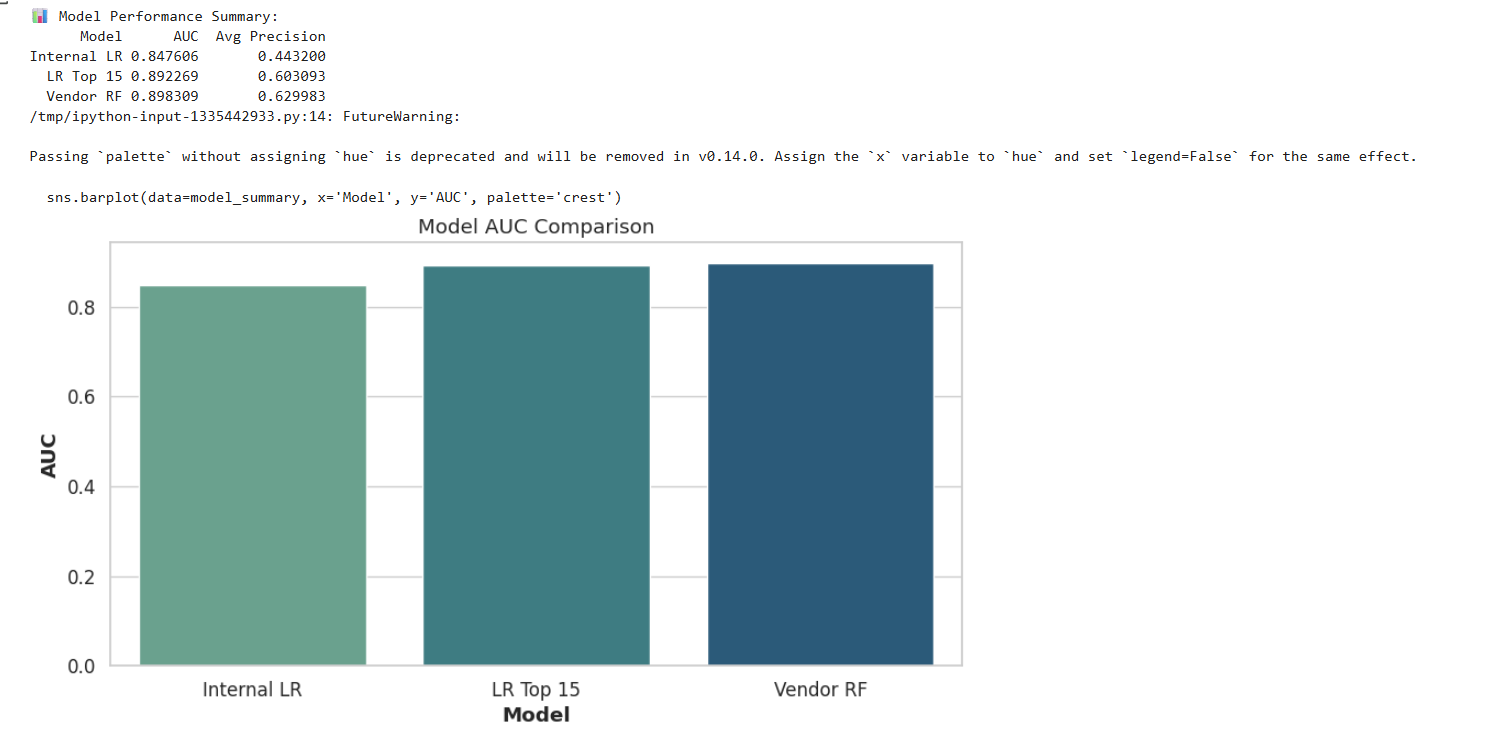 📊 Model Performance Summary:
Model AUC Avg Precision
Internal LR 0.847606 0.443200
LR Top 15 0.892269 0.603093
Vendor RF 0.898309 0.629983
/tmp/ipython-input-1335442933.py:14: FutureWarning:
Passing `palette` without assigning `hue` is deprecated and will be removed in v0.14.0. Assign the `x` variable to `hue` and set `legend=False` for the same effect.
sns.barplot(data=model_summary, x='Model', y='AUC', palette='crest')
Model AUC Comparison
0.8
0.6
0.4
0.2
0.0
AUC
Internal LR LR Top 15 Vendor RF
Model